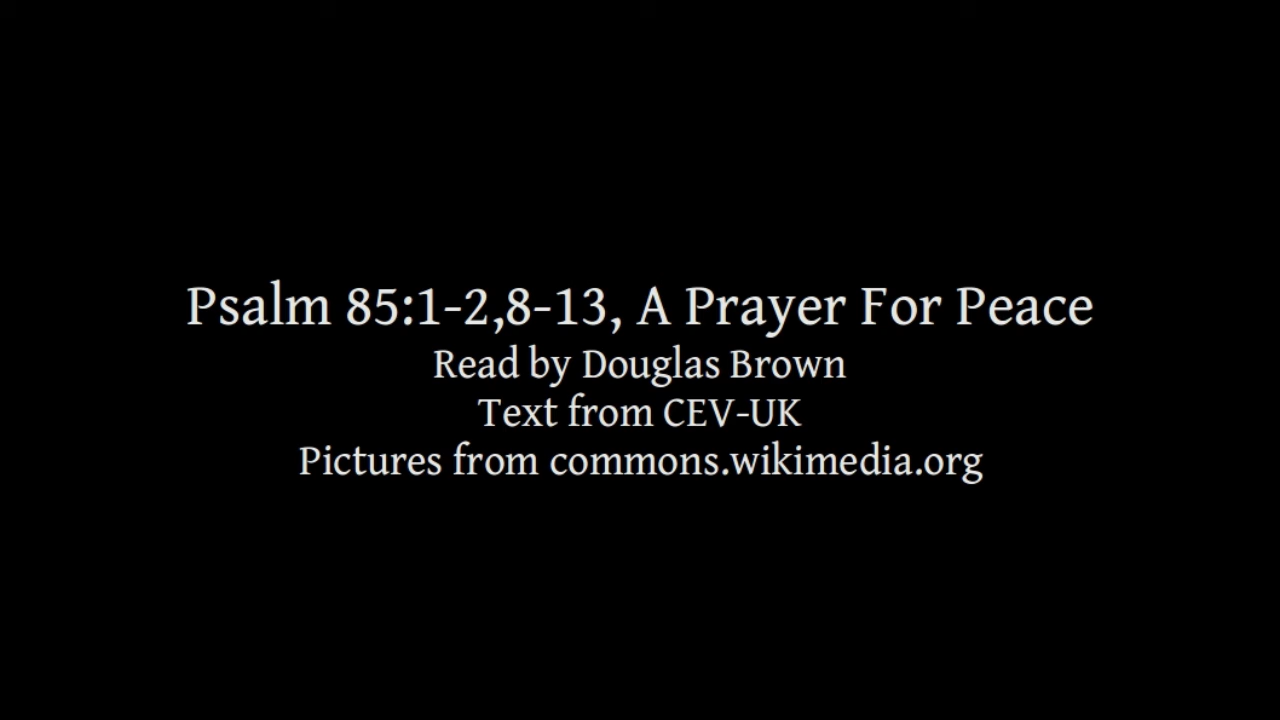 Psalm 85:1-2,8-13, A Prayer For Peace
Read by Douglas Brown
Text from CEV-UK
Pictures from commons.wikimedia.org